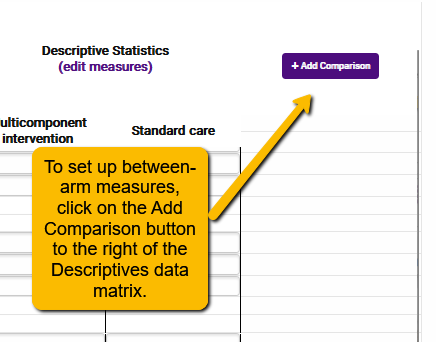 Descriptive Statistics
(edit measures)
+ Add Comparison
ulticomponent
intervention
Standard care
To set up between-
arm measures,
click on the Add
Comparison button
to the right of the
Descriptives data
matrix.